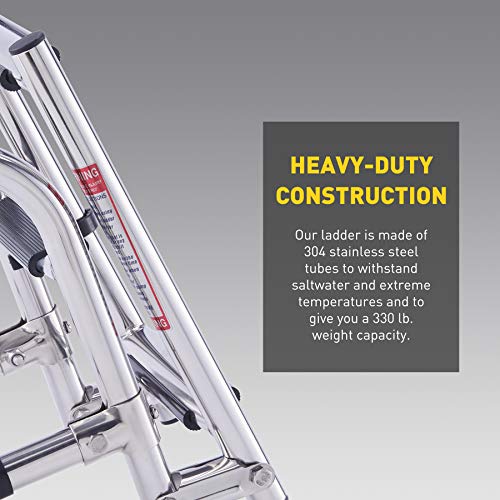 HEAVY-DUTY
CONSTRUCTION
Our ladder is made of
304 stainless steel
tubes to withstand
saltwater and extreme
temperatures and to
give you a 330 lb.
weight capacity.